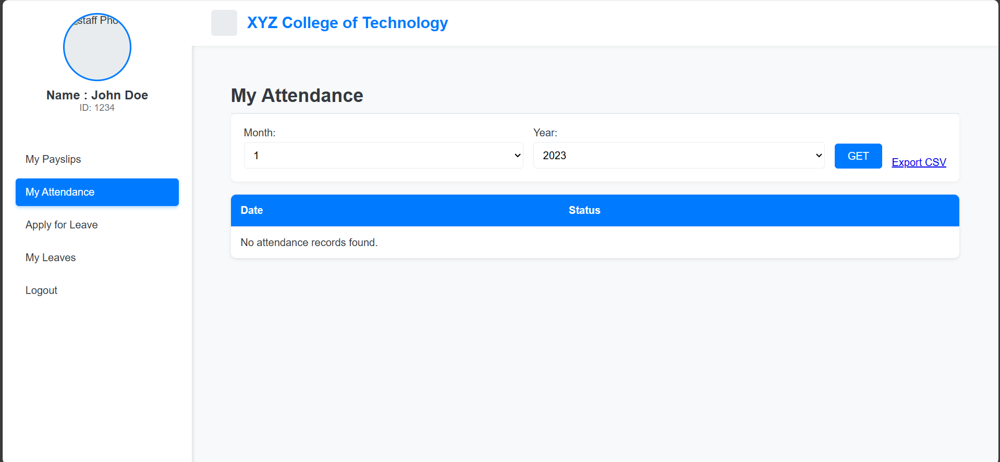 staff Pho
Name : John Doe
ID: 1234
My Payslips
My Attendance
Apply for Leave
My Leaves
Logout
XYZ College of Technology
My Attendance
Month:
Year:
1
2023
GET
Export CSV
Date
Status
No attendance records found.